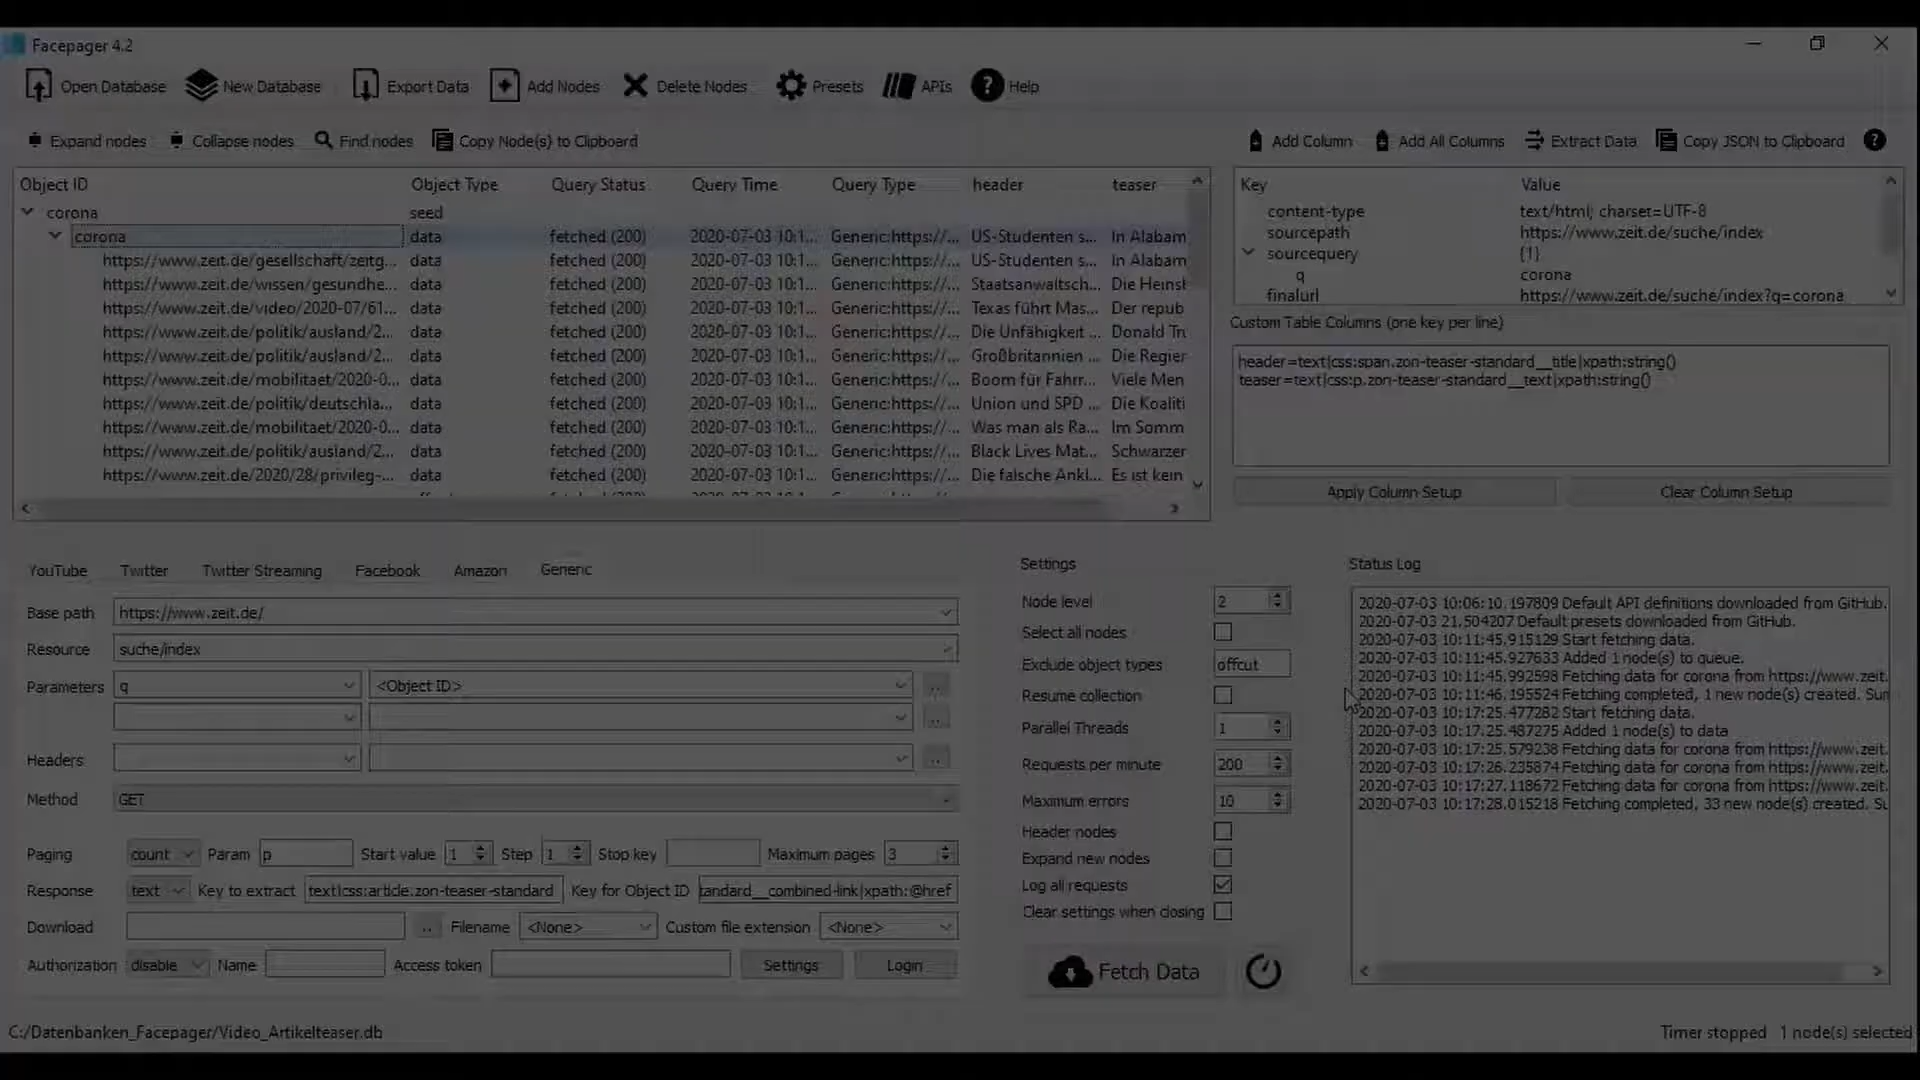 Facepager 4.2
Open Database New Database Export Data Add Nodes Delete Nodes Presets APIs Help
Expand nodes Collapse nodes Find nodes Copy Node(s) to Clipboard Add Column Add All Columns Extract Data Copy JSON to Clipboard
Object ID Object Type Query Status Query Time Query Type header teaser
corona seed
corona data fetched (200) 2020-07-03 10:1... Generic:https://... US-Studenten s... In Alabam
https://www.zeit.de/gesellschaft/zeitg... data fetched (200) 2020-07-03 10:1... Generic:https://... US-Studenten s... In Alabam
https://www.zeit.de/wissen/gesundhe... data fetched (200) 2020-07-03 10:1... Generic:https://... Staatsanwaltsch... Die Heinsb
https://www.zeit.de/video/2020-07/61... data fetched (200) 2020-07-03 10:1... Generic:https://... Texas führt Mas... Der repub
https://www.zeit.de/politik/ausland/2... data fetched (200) 2020-07-03 10:1... Generic:https://... Die Unfähigkeit ... Donald Tru
https://www.zeit.de/politik/ausland/2... data fetched (200) 2020-07-03 10:1... Generic:https://... Großbritannien ... Die Regier
https://www.zeit.de/mobilitaet/2020-0... data fetched (200) 2020-07-03 10:1... Generic:https://... Boom für Fahrr... Viele Men
https://www.zeit.de/politik/deutschla... data fetched (200) 2020-07-03 10:1... Generic:https://... Union und SPD ... Die Koaliti
https://www.zeit.de/mobilitaet/2020-0... data fetched (200) 2020-07-03 10:1... Generic:https://... Was man als Ra... Im Somm
https://www.zeit.de/politik/ausland/2... data fetched (200) 2020-07-03 10:1... Generic:https://... Black Lives Mat... Schwarzer
https://www.zeit.de/2020/28/privileg-... data fetched (200) 2020-07-03 10:1... Generic:https://... Die falsche Ankl... Es ist kein
Key Value
content-type text/html; charset=UTF-8
sourcepath https://www.zeit.de/suche/index
sourcequery {1}
q corona
finalurl https://www.zeit.de/suche/index?q=corona
Custom Table Columns (one key per line)
header=text|css:span.zon-teaser-standard__title|xpath:string()
teaser=text|css:p.zon-teaser-standard__text|xpath:string()
Apply Column Setup Clear Column Setup
YouTube Twitter Twitter Streaming Facebook Amazon Generic
Base path https://www.zeit.de/
Resource suche/index
Parameters q <Object ID> ...
...
Headers ...
Method GET
Paging count Param p Start value 1 Step 1 Stop key Maximum pages 3
Response text Key to extract text|css:article.zon-teaser-standard Key for Object ID tandard__combined-link|xpath:@href
Download ... Filename <None> Custom file extension <None>
Authorization disable Name Access token Settings Login
Settings
Node level 2
Select all nodes
Exclude object types offcut
Resume collection
Parallel Threads 1
Requests per minute 200
Maximum errors 10
Header nodes
Expand new nodes
Log all requests
Clear settings when closing
Fetch Data
Status Log
2020-07-03 10:06:10.197809 Default API definitions downloaded from GitHub.
2020-07-03 21.504207 Default presets downloaded from GitHub.
2020-07-03 10:11:45.915129 Start fetching data.
2020-07-03 10:11:45.927633 Added 1 node(s) to queue.
2020-07-03 10:11:45.992598 Fetching data for corona from https://www.zeit.
2020-07-03 10:11:46.195524 Fetching completed, 1 new node(s) created. Sum
2020-07-03 10:17:25.477282 Start fetching data.
2020-07-03 10:17:25.487275 Added 1 node(s) to data
2020-07-03 10:17:25.579238 Fetching data for corona from https://www.zeit.
2020-07-03 10:17:26.235874 Fetching data for corona from https://www.zeit.
2020-07-03 10:17:27.118672 Fetching data for corona from https://www.zeit.
2020-07-03 10:17:28.015218 Fetching completed, 33 new node(s) created. Su
C:/Datenbanken_Facepager/Video_Artikelteaser.db Timer stopped 1 node(s) selected